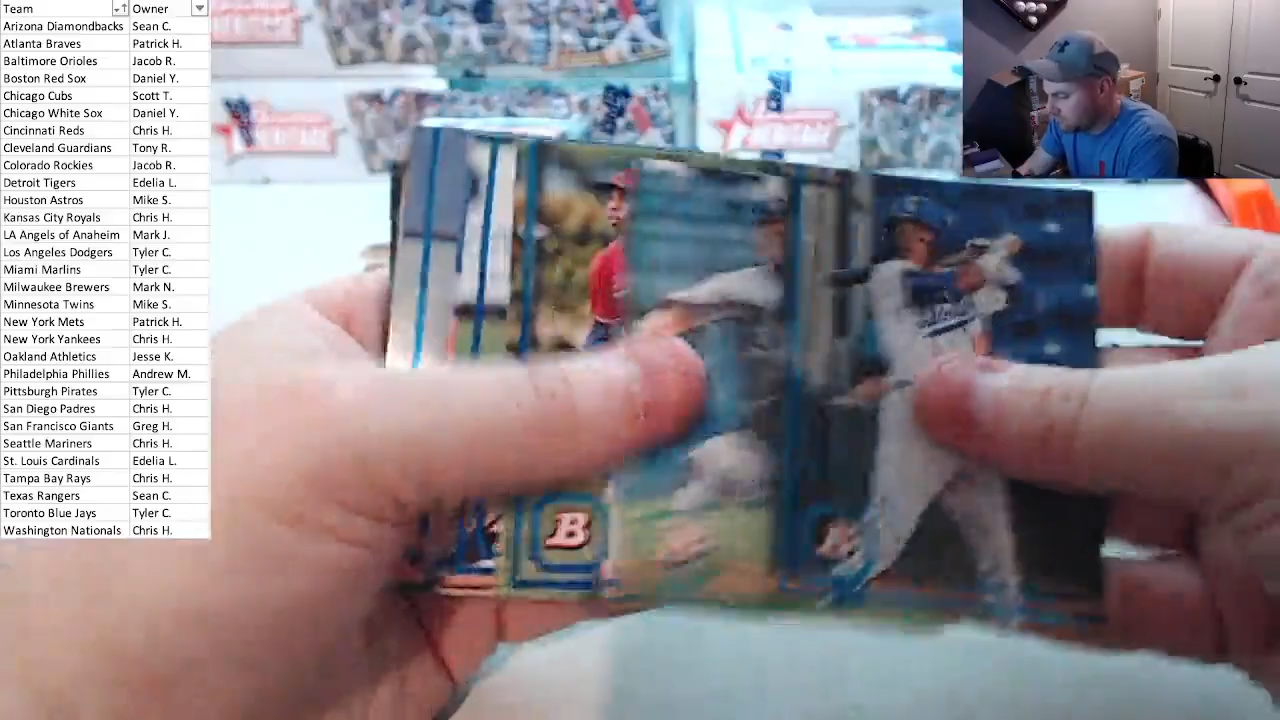 Team Owner
Arizona Diamondbacks Sean C.
Atlanta Braves Patrick H.
Baltimore Orioles Jacob R.
Boston Red Sox Daniel Y.
Chicago Cubs Scott T.
Chicago White Sox Daniel Y.
Cincinnati Reds Chris H.
Cleveland Guardians Tony R.
Colorado Rockies Jacob R.
Detroit Tigers Edelia L.
Houston Astros Mike S.
Kansas City Royals Chris H.
LA Angels of Anaheim Mark J.
Los Angeles Dodgers Tyler C.
Miami Marlins Tyler C.
Milwaukee Brewers Mark N.
Minnesota Twins Mike S.
New York Mets Patrick H.
New York Yankees Chris H.
Oakland Athletics Jesse K.
Philadelphia Phillies Andrew M.
Pittsburgh Pirates Tyler C.
San Diego Padres Chris H.
San Francisco Giants Greg H.
Seattle Mariners Chris H.
St. Louis Cardinals Edelia L.
Tampa Bay Rays Chris H.
Texas Rangers Sean C.
Toronto Blue Jays Tyler C.
Washington Nationals Chris H.
HERITAGE
B